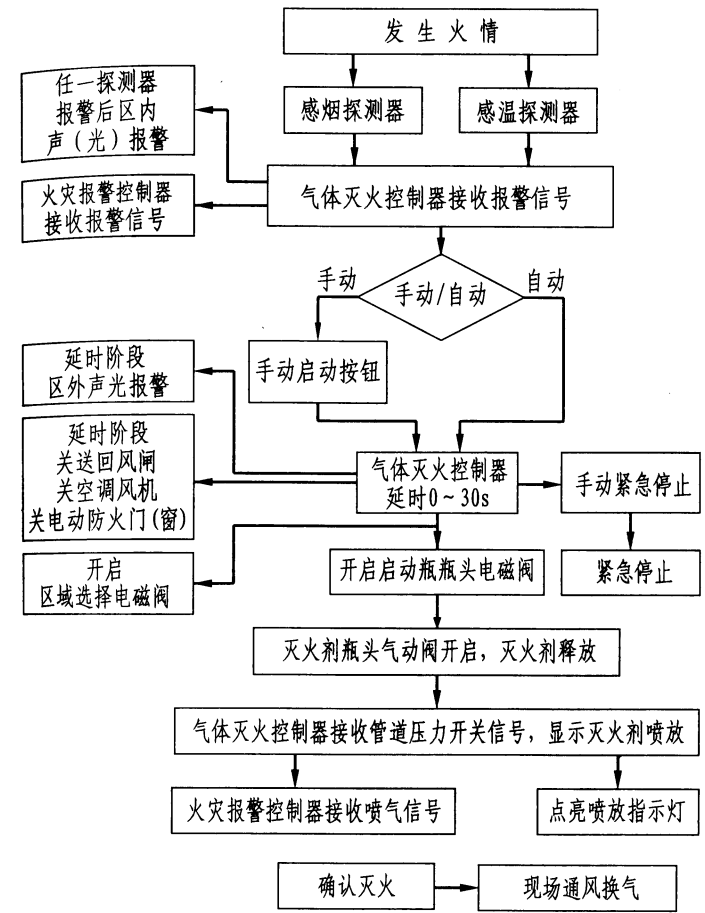 发生火情
任一探测器
报警后区内
声（光）报警
感烟探测器
感温探测器
火灾报警控制器
接收报警信号
气体灭火控制器接收报警信号
手动
手动/自动
自动
延时阶段
区外声光报警
手动启动按钮
延时阶段
关送回风闸
关空调风机
关电动防火门(窗)
气体灭火控制器
延时0～30s
手动紧急停止
开启
区域选择电磁阀
开启启动瓶瓶头电磁阀
紧急停止
灭火剂瓶头气动阀开启，灭火剂释放
气体灭火控制器接收管道压力开关信号，显示灭火剂喷放
火灾报警控制器接收喷气信号
点亮喷放指示灯
确认灭火
现场通风换气